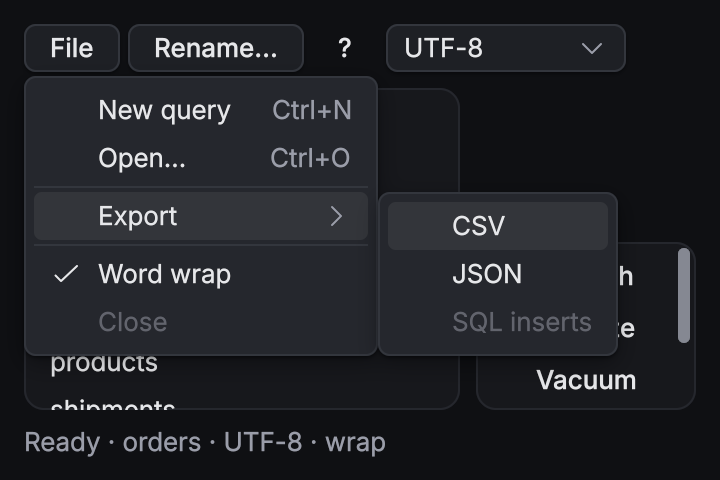 File Rename... ? UTF-8
New query Ctrl+N
Open... Ctrl+O
Export CSV
JSON
Word wrap
Close SQL inserts
products
Vacuum
shipments
Ready · orders · UTF-8 · wrap